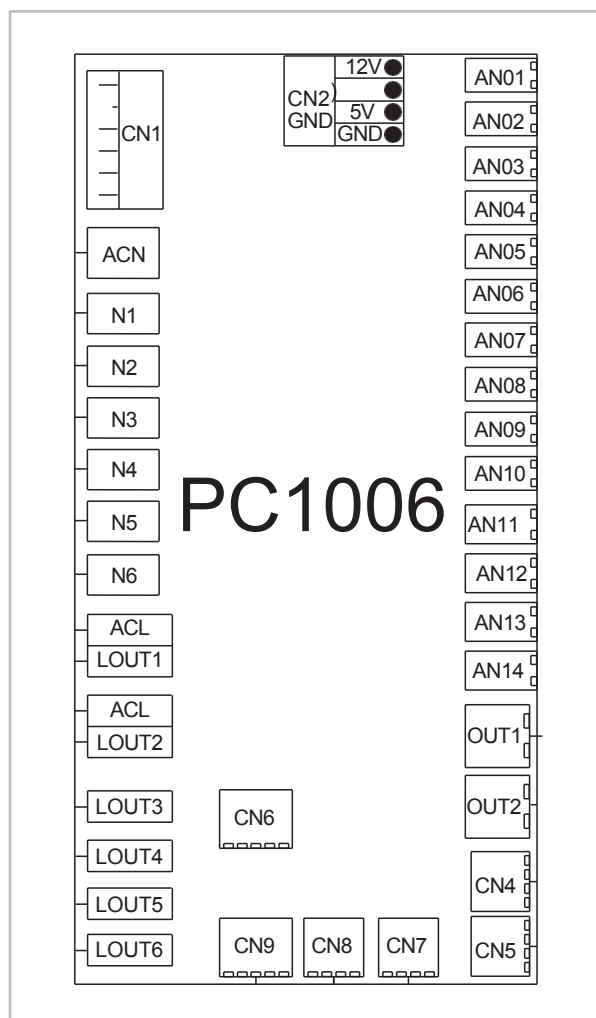 12V
CN2)
GND
5V
GND
CN1
ACN
N1
N2
N3
N4
N5
N6
ACL
LOUT1
ACL
LOUT2
LOUT3
LOUT4
LOUT5
LOUT6
PC1006
CN6
CN9
CN8
CN7
AN01
AN02
AN03
AN04
AN05
AN06
AN07
AN08
AN09
AN10
AN11
AN12
AN13
AN14
OUT1
OUT2
CN4
CN5